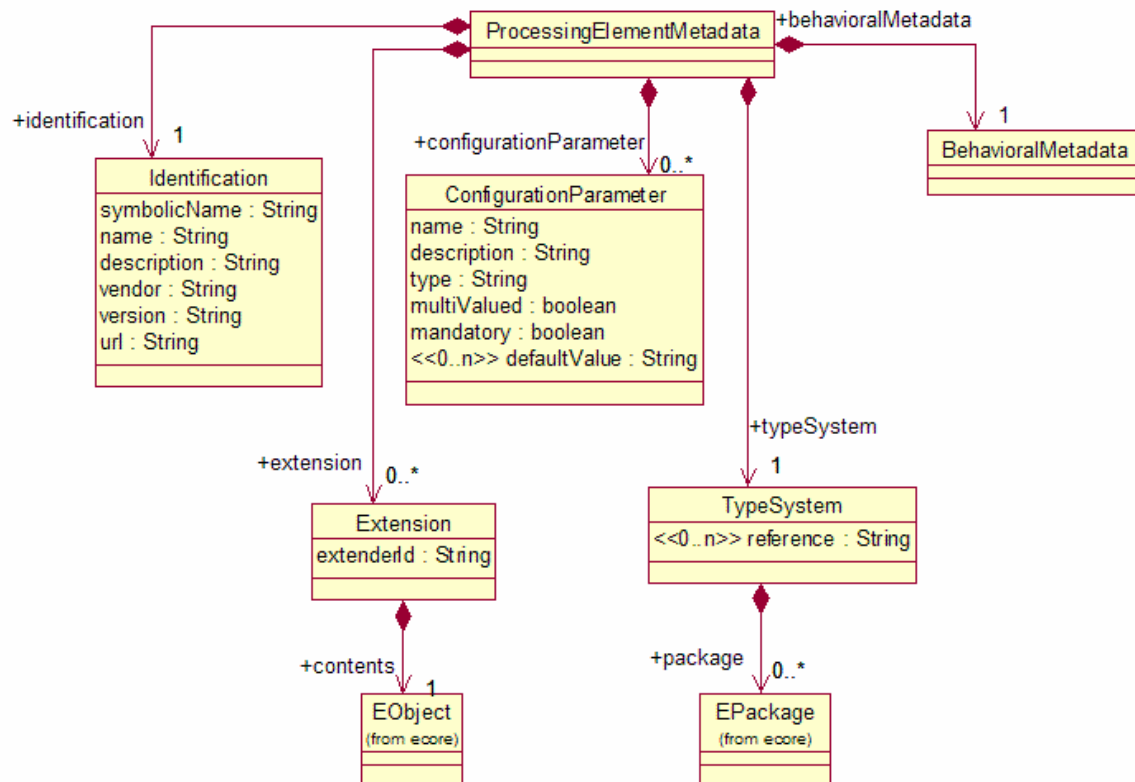 ProcessingElementMetadata
+behavioralMetadata
+identification
1
+configurationParameter
0..*
1
BehavioralMetadata
Identification
symbolicName : String
name : String
description : String
vendor : String
version : String
url : String
ConfigurationParameter
name : String
description : String
type : String
multiValued : boolean
mandatory : boolean
<<0..n>> defaultValue : String
+typeSystem
1
+extension
0..*
Extension
extenderId : String
TypeSystem
<<0..n>> reference : String
+contents
1
+package
0..*
EObject
(from ecore)
EPackage
(from ecore)